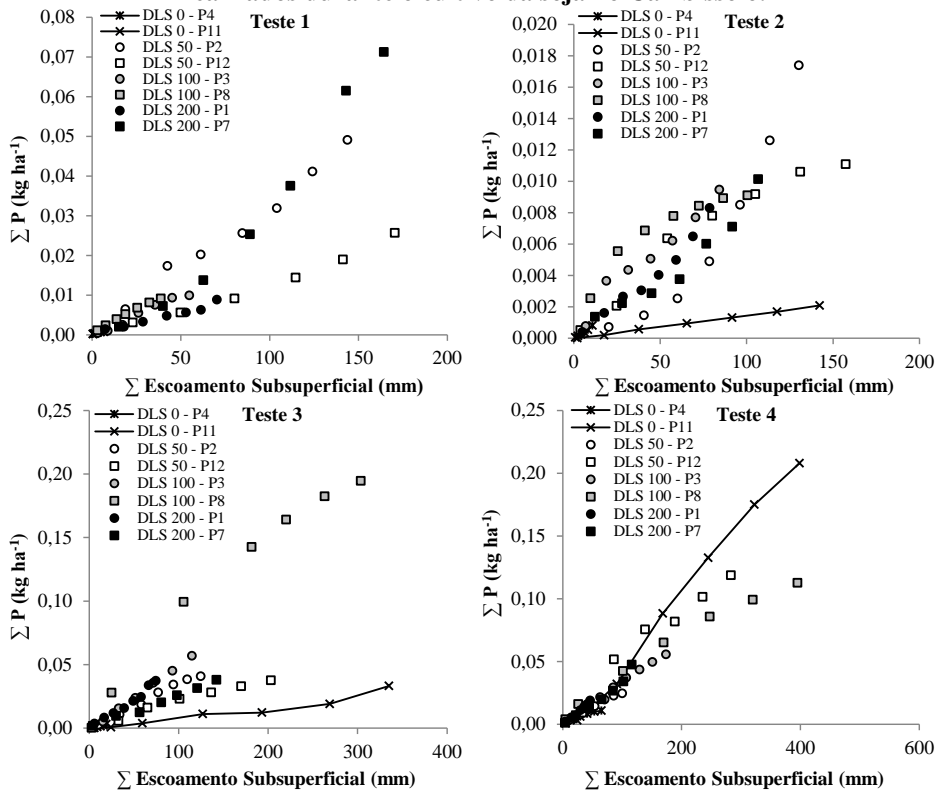 Teste 1
0,08
0,07
0,06
0,05
0,04
0,03
0,02
0,01
0,00
∑ P (kg ha⁻¹)
DLS 0 - P4
DLS 0 - P11
DLS 50 - P2
DLS 50 - P12
DLS 100 - P3
DLS 100 - P8
DLS 200 - P1
DLS 200 - P7
0 50 100 150 200
∑ Escoamento Subsuperficial (mm)
Teste 2
0,020
0,018
0,016
0,014
0,012
0,010
0,008
0,006
0,004
0,002
0,000
∑ P (kg ha⁻¹)
DLS 0 - P4
DLS 0 - P11
DLS 50 - P2
DLS 50 - P12
DLS 100 - P3
DLS 100 - P8
DLS 200 - P1
DLS 200 - P7
0 50 100 150 200
∑ Escoamento Subsuperficial (mm)
Teste 3
0,25
0,20
0,15
0,10
0,05
0,00
∑ P (kg ha⁻¹)
DLS 0 - P4
DLS 0 - P11
DLS 50 - P2
DLS 50 - P12
DLS 100 - P3
DLS 100 - P8
DLS 200 - P1
DLS 200 - P7
0 100 200 300 400
∑ Escoamento Subsuperficial (mm)
Teste 4
0,25
0,20
0,15
0,10
0,05
0,00
∑ P (kg ha⁻¹)
DLS 0 - P4
DLS 0 - P11
DLS 50 - P2
DLS 50 - P12
DLS 100 - P3
DLS 100 - P8
DLS 200 - P1
DLS 200 - P7
0 200 400 600
∑ Escoamento Subsuperficial (mm)